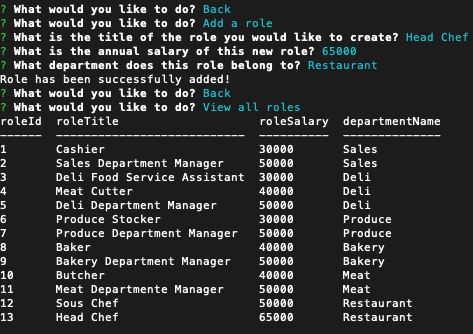 ? What would you like to do? Back
? What would you like to do? Add a role
? What is the title of the role you would like to create? Head Chef
? What is the annual salary of this new role? 65000
? What department does this role belong to? Restaurant
Role has been successfully added!
? What would you like to do? Back
? What would you like to do? View all roles
roleId  roleTitle                    roleSalary  departmentName
------  ---------------------------  ----------  --------------
1       Cashier                      30000       Sales
2       Sales Department Manager     50000       Sales
3       Deli Food Service Assistant  30000       Deli
4       Meat Cutter                  40000       Deli
5       Deli Department Manager      50000       Deli
6       Produce Stocker              30000       Produce
7       Produce Department Manager   50000       Produce
8       Baker                        40000       Bakery
9       Bakery Department Manager    50000       Bakery
10      Butcher                      40000       Meat
11      Meat Departmente Manager     50000       Meat
12      Sous Chef                    50000       Restaurant
13      Head Chef                    65000       Restaurant